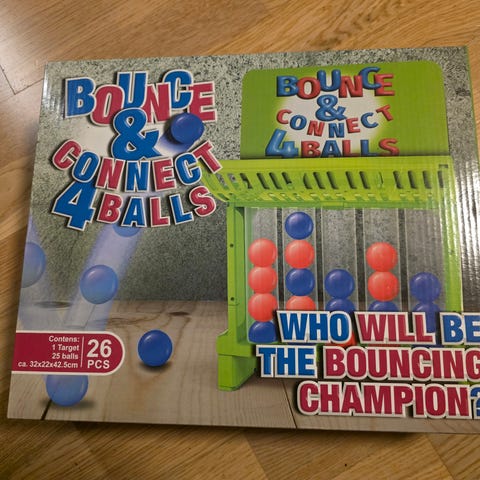 BOUNCE
&
CONNECT
4 BALLS
BOUNCE
&
CONNECT
4 BALLS
Contens:
1 Target
25 balls
ca. 32x22x42.5cm
26
PCS
WHO WILL BE
THE BOUNCING
CHAMPION?